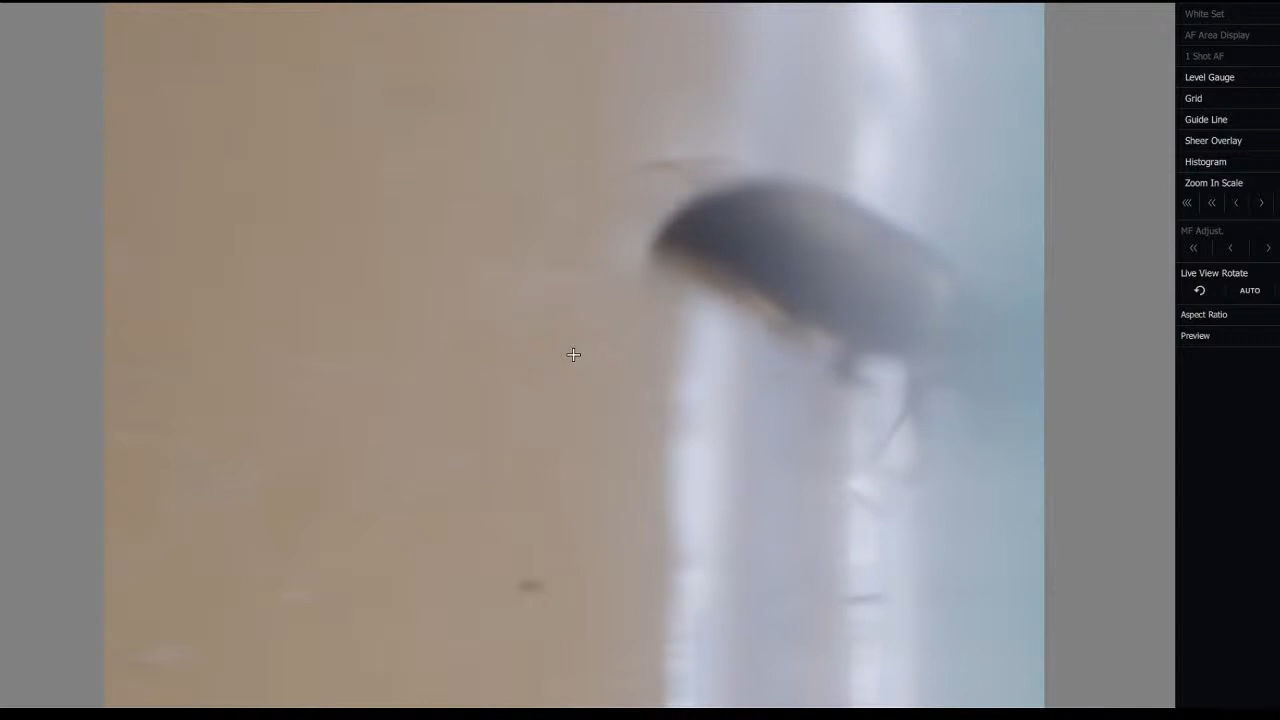 White Set
AF Area Display
1 Shot AF
Level Gauge
Grid
Guide Line
Sheer Overlay
Histogram
Zoom In Scale
MF Adjust.
Live View Rotate
AUTO
Aspect Ratio
Preview